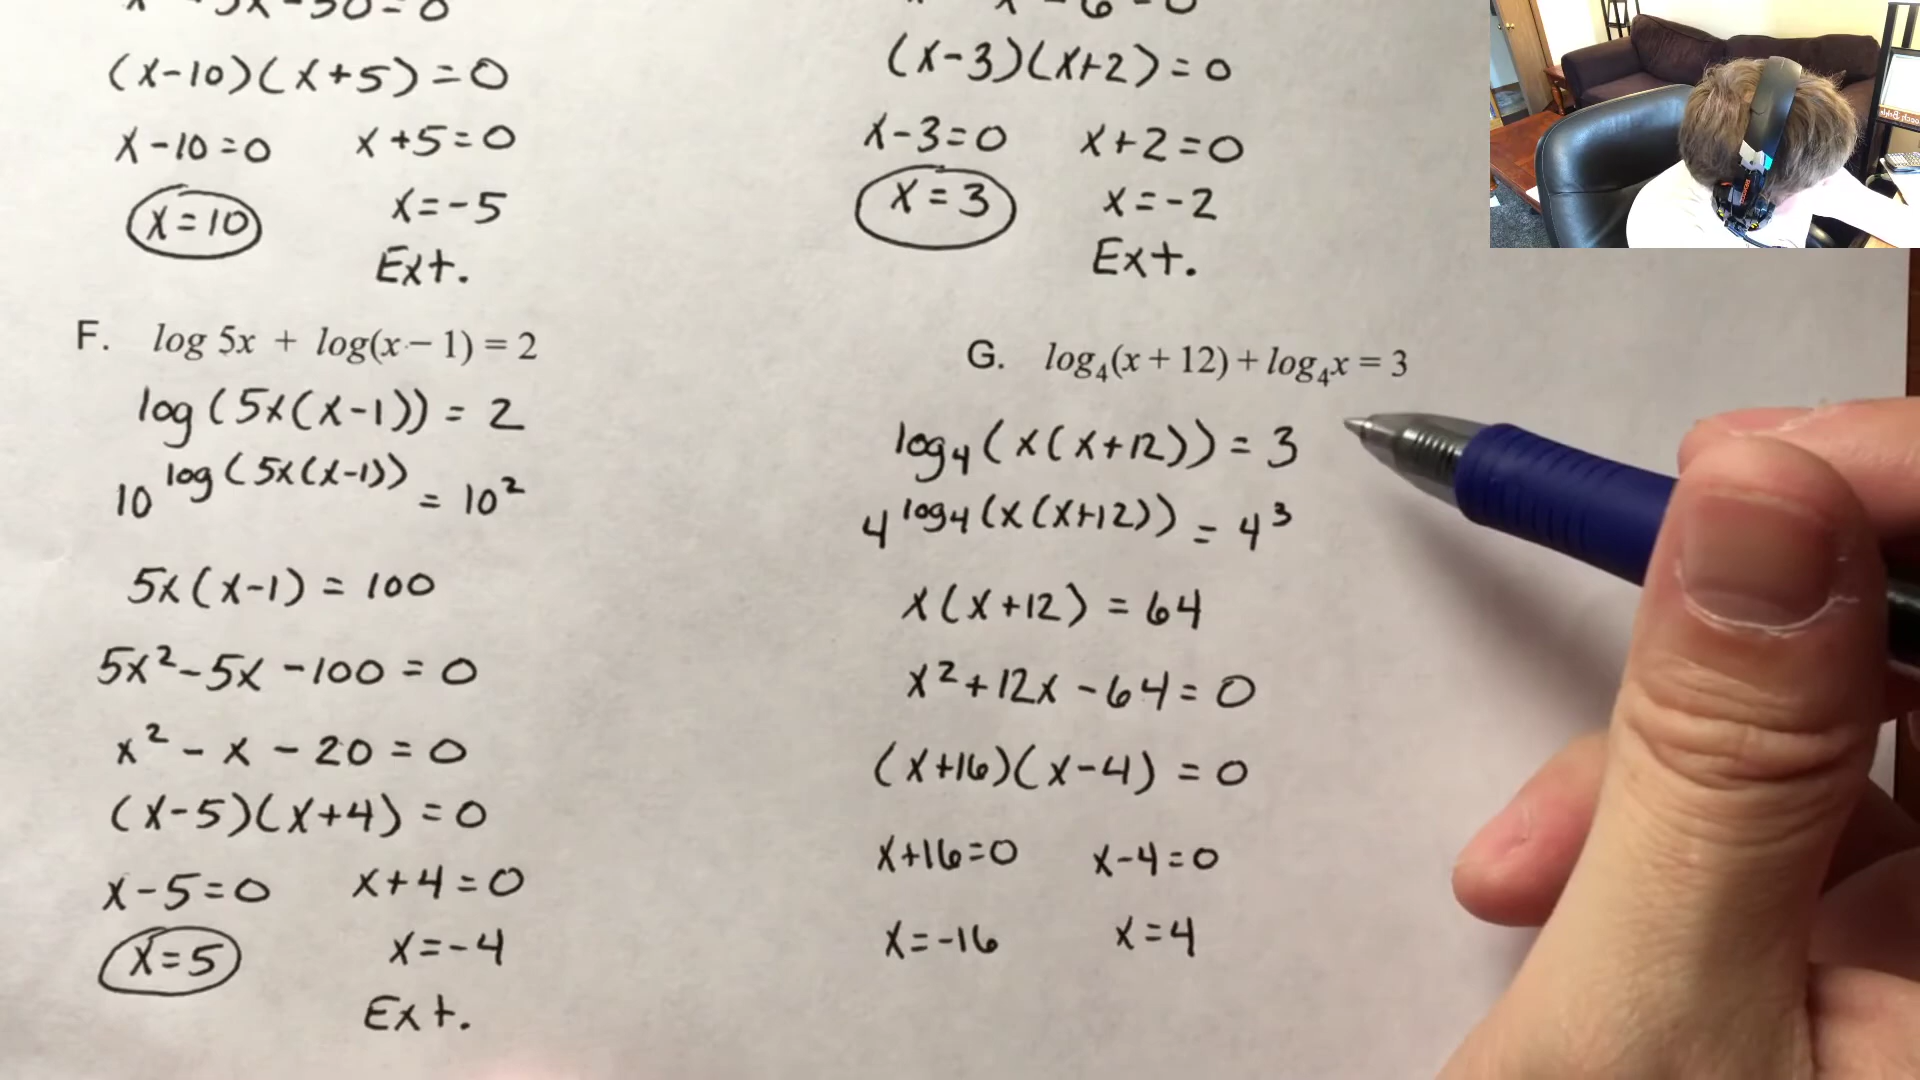 (x-10)(x+5)=0
x-10=0 x+5=0
x=10 x=-5
Ext.
(x-3)(x+2)=0
x-3=0 x+2=0
x=3 x=-2
Ext.
F. log 5x + log(x - 1) = 2
log(5x(x-1)) = 2
10^log(5x(x-1)) = 10²
5x(x-1) = 100
5x²-5x-100=0
x²-x-20=0
(x-5)(x+4)=0
x-5=0 x+4=0
x=5 x=-4
Ext.
G. log₄(x + 12) + log₄x = 3
log₄(x(x+12)) = 3
4^log₄(x(x+12)) = 4³
x(x+12) = 64
x²+12x-64=0
(x+16)(x-4) = 0
x+16=0 x-4=0
x=-16 x=4